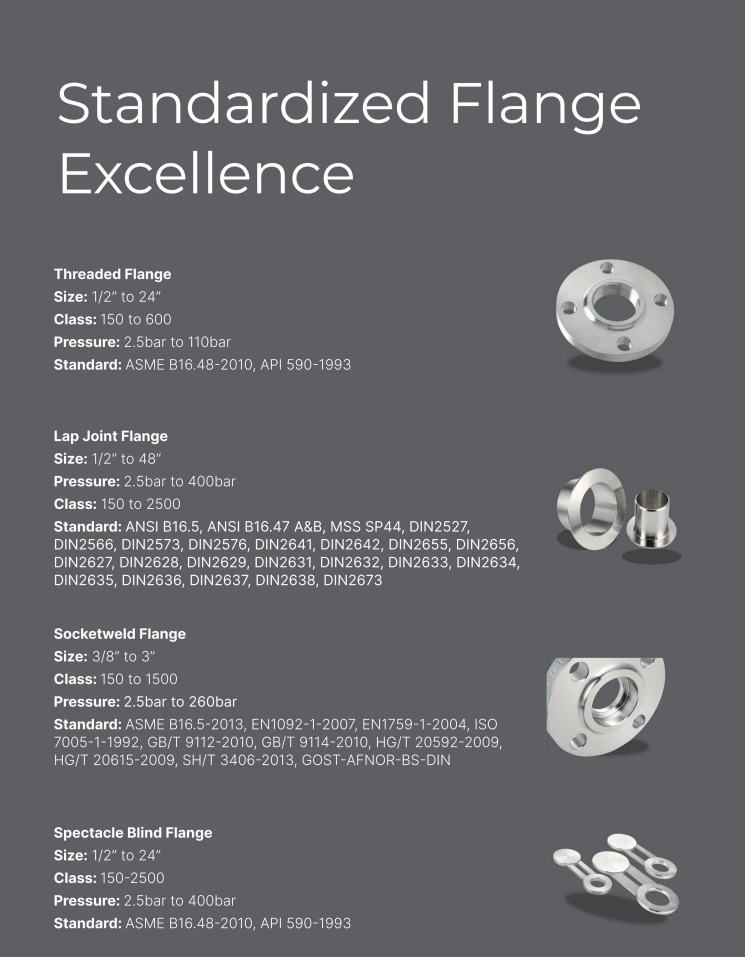 Standardized Flange
Excellence
Threaded Flange
Size: 1/2” to 24”
Class: 150 to 600
Pressure: 2.5bar to 110bar
Standard: ASME B16.48-2010, API 590-1993
Lap Joint Flange
Size: 1/2” to 48”
Pressure: 2.5bar to 400bar
Class: 150 to 2500
Standard: ANSI B16.5, ANSI B16.47 A&B, MSS SP44, DIN2527,
DIN2566, DIN2573, DIN2576, DIN2641, DIN2642, DIN2655, DIN2656,
DIN2627, DIN2628, DIN2629, DIN2631, DIN2632, DIN2633, DIN2634,
DIN2635, DIN2636, DIN2637, DIN2638, DIN2673
Socketweld Flange
Size: 3/8” to 3”
Class: 150 to 1500
Pressure: 2.5bar to 260bar
Standard: ASME B16.5-2013, EN1092-1-2007, EN1759-1-2004, ISO
7005-1-1992, GB/T 9112-2010, GB/T 9114-2010, HG/T 20592-2009,
HG/T 20615-2009, SH/T 3406-2013, GOST-AFNOR-BS-DIN
Spectacle Blind Flange
Size: 1/2” to 24”
Class: 150-2500
Pressure: 2.5bar to 400bar
Standard: ASME B16.48-2010, API 590-1993